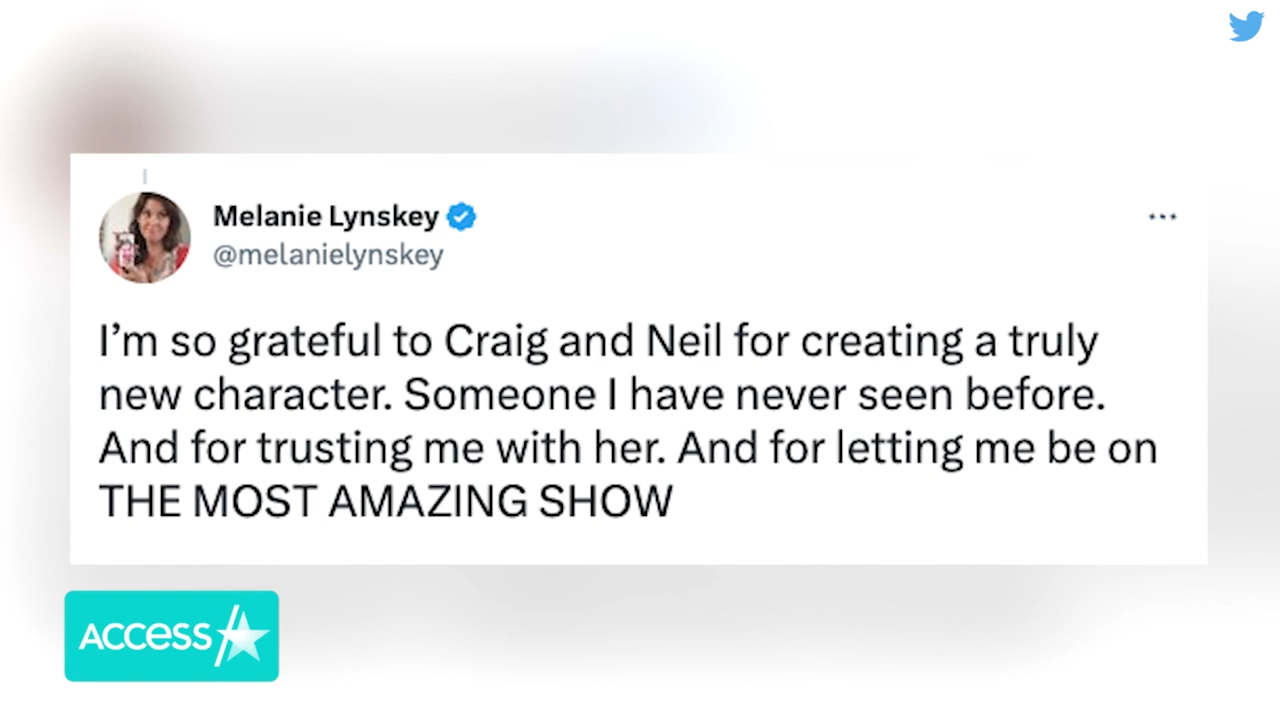 Melanie Lynskey
@melanielynskey
I’m so grateful to Craig and Neil for creating a truly
new character. Someone I have never seen before.
And for trusting me with her. And for letting me be on
THE MOST AMAZING SHOW
ACCESS